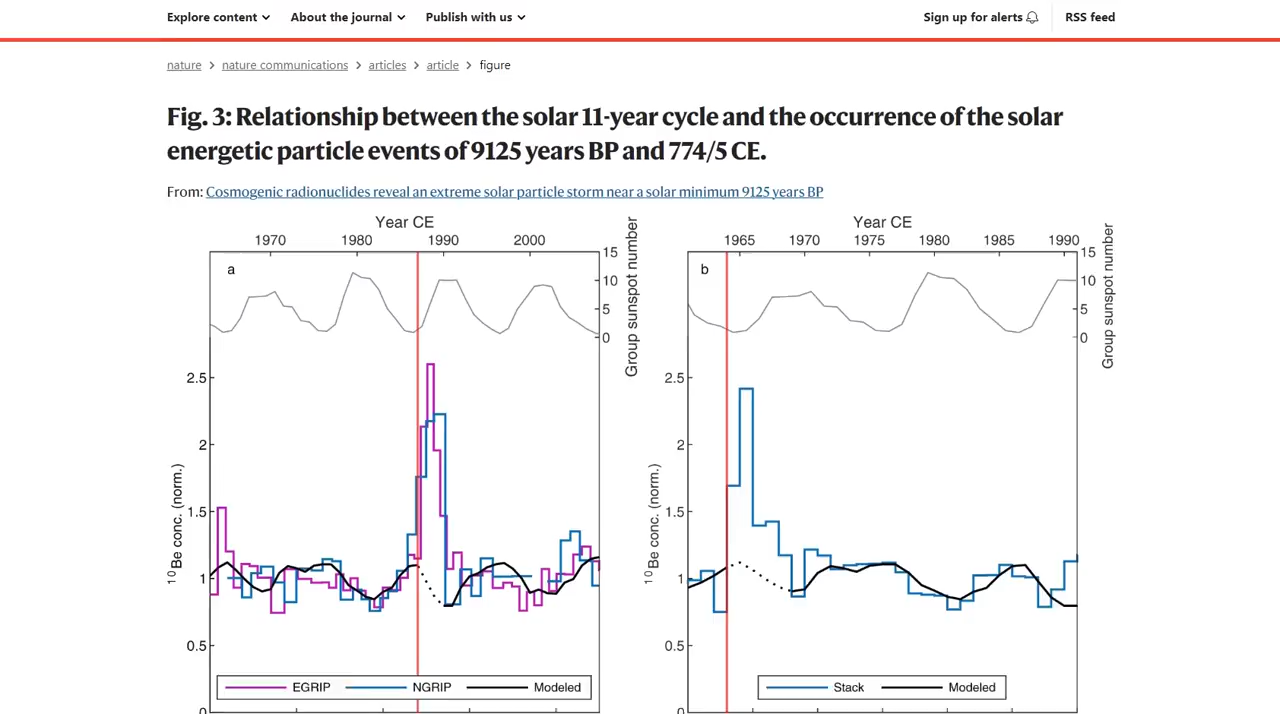 Explore content About the journal Publish with us Sign up for alerts RSS feed
nature > nature communications > articles > article > figure
Fig. 3: Relationship between the solar 11-year cycle and the occurrence of the solar
energetic particle events of 9125 years BP and 774/5 CE.
From: Cosmogenic radionuclides reveal an extreme solar particle storm near a solar minimum 9125 years BP
Year CE
1970 1980 1990 2000
a
15
10
5
0
Group sunspot number
2.5
2
1.5
1
0.5
0
10Be conc. (norm.)
EGRIP NGRIP Modeled
Year CE
1965 1970 1975 1980 1985 1990
b
15
10
5
0
Group sunspot number
2.5
2
1.5
1
0.5
0
10Be conc. (norm.)
Stack Modeled